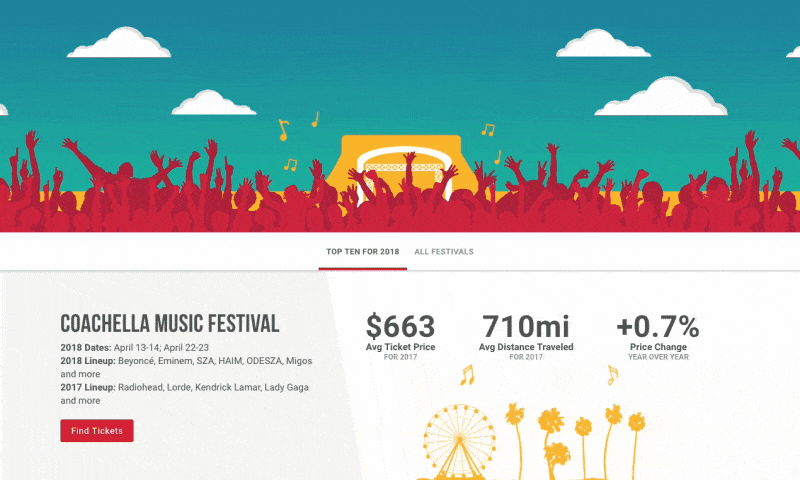 TOP TEN FOR 2018 ALL FESTIVALS
COACHELLA MUSIC FESTIVAL
2018 Dates: April 13-14; April 22-23
2018 Lineup: Beyoncé, Eminem, SZA, HAIM, ODESZA, Migos
and more
2017 Lineup: Radiohead, Lorde, Kendrick Lamar, Lady Gaga
and more
Find Tickets
$663
Avg Ticket Price
FOR 2017
710mi
Avg Distance Traveled
FOR 2017
+0.7%
Price Change
YEAR OVER YEAR